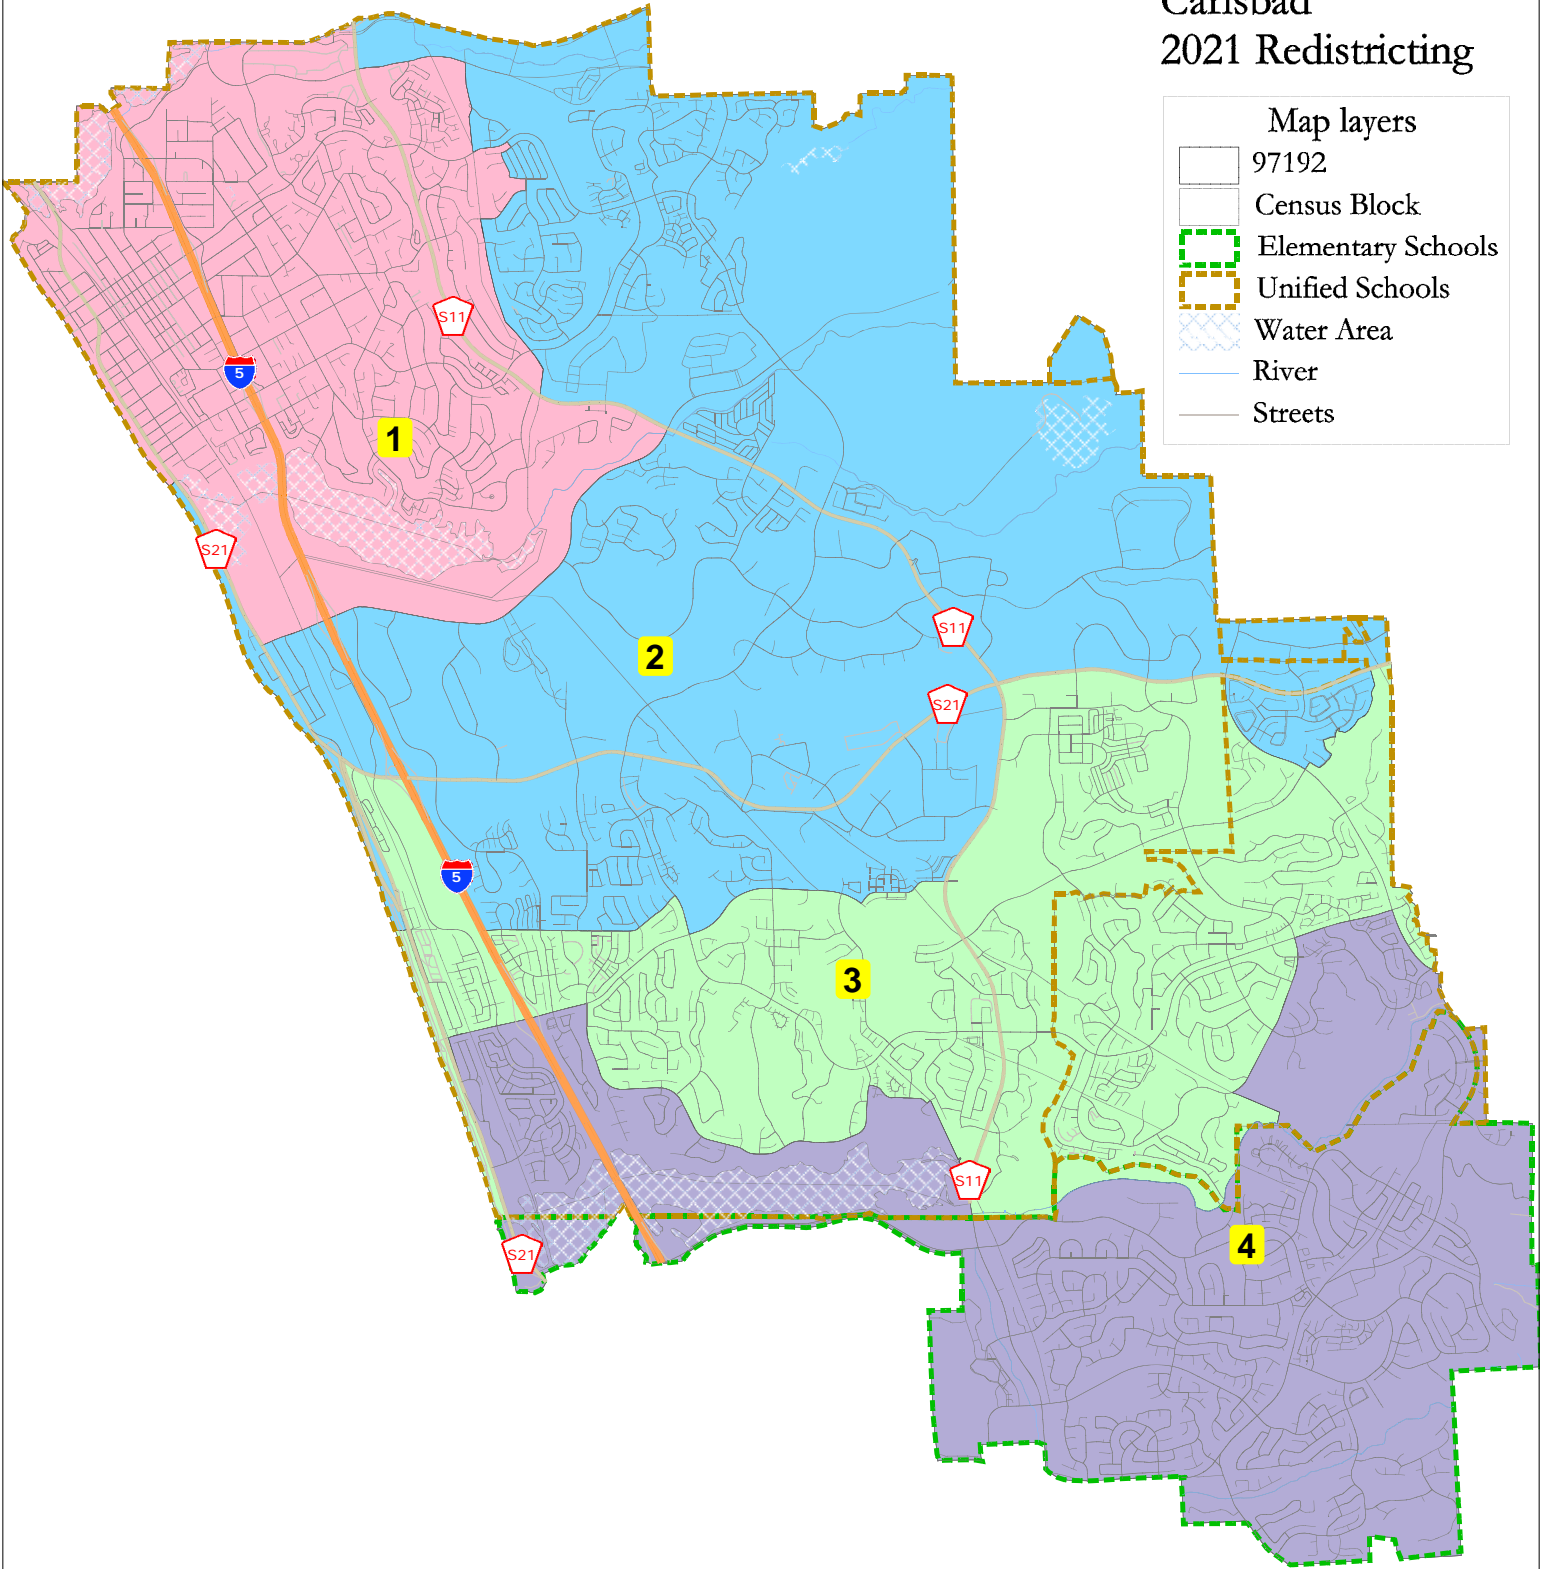 Carlsbad
2021 Redistricting
Map layers
97192
Census Block
Elementary Schools
Unified Schools
Water Area
River
Streets
S11
5
1
S21
S11
2
S21
5
3
S11
4
S21